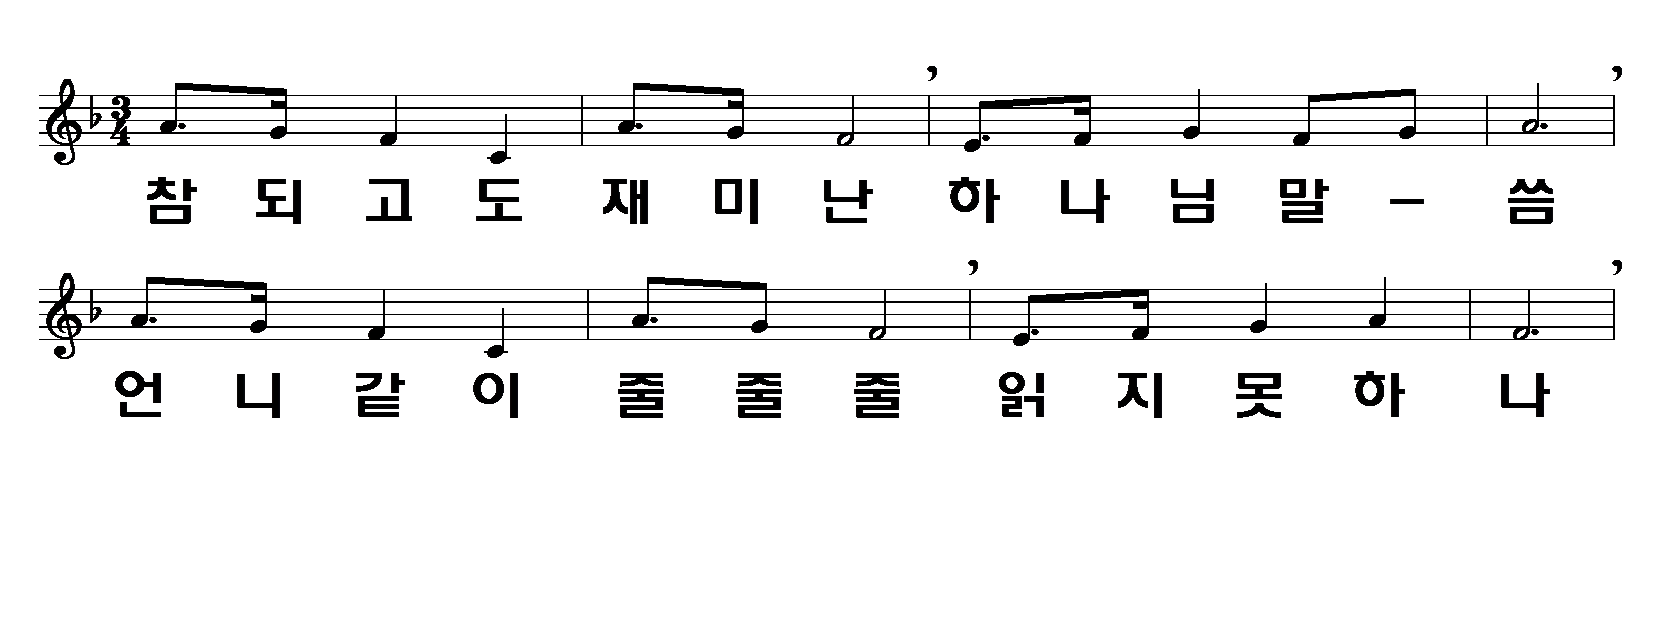 참 되 고 도 재 미 난 하 나 님 말 - 씀
언 니 같 이 줄 줄 줄 읽 지 못 하 나